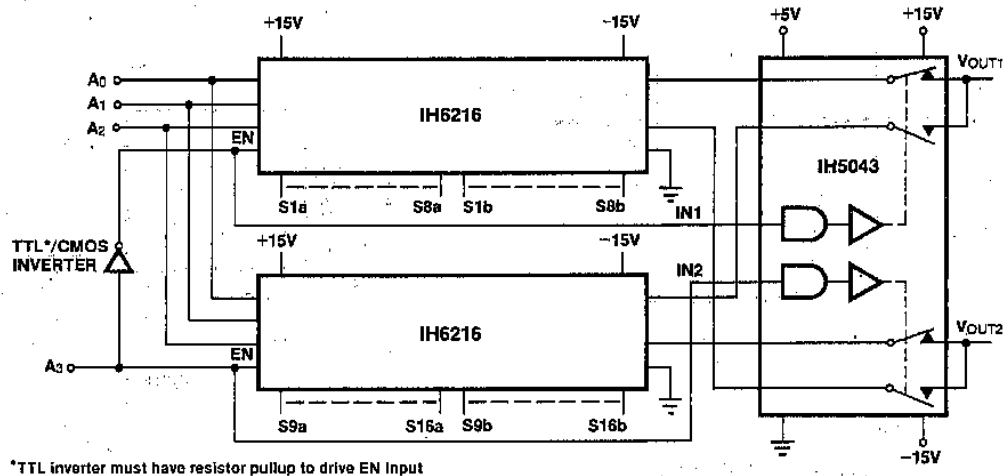 +15V
-15V
+5V
+15V
A0
A1
A2
EN
IH6216
VOUT1
IH5043
S1a
S8a
S1b
S8b
IN1
TTL*/CMOS
INVERTER
+15V
-15V
IN2
IH6216
VOUT2
EN
A3
S9a
S16a
S9b
S16b
-15V
*TTL inverter must have resistor pullup to drive EN input